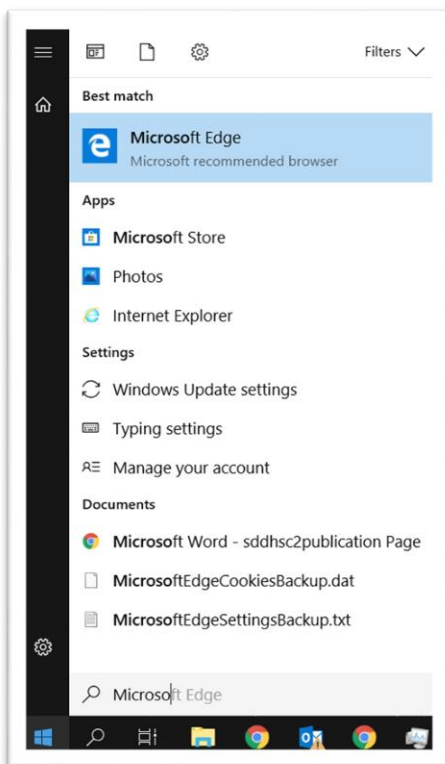 Filters
Best match
Microsoft Edge
Microsoft recommended browser
Apps
Microsoft Store
Photos
Internet Explorer
Settings
Windows Update settings
Typing settings
Manage your account
Documents
Microsoft Word - sddhsc2publication Page
MicrosoftEdgeCookiesBackup.dat
MicrosoftEdgeSettingsBackup.txt
Microsoft Edge